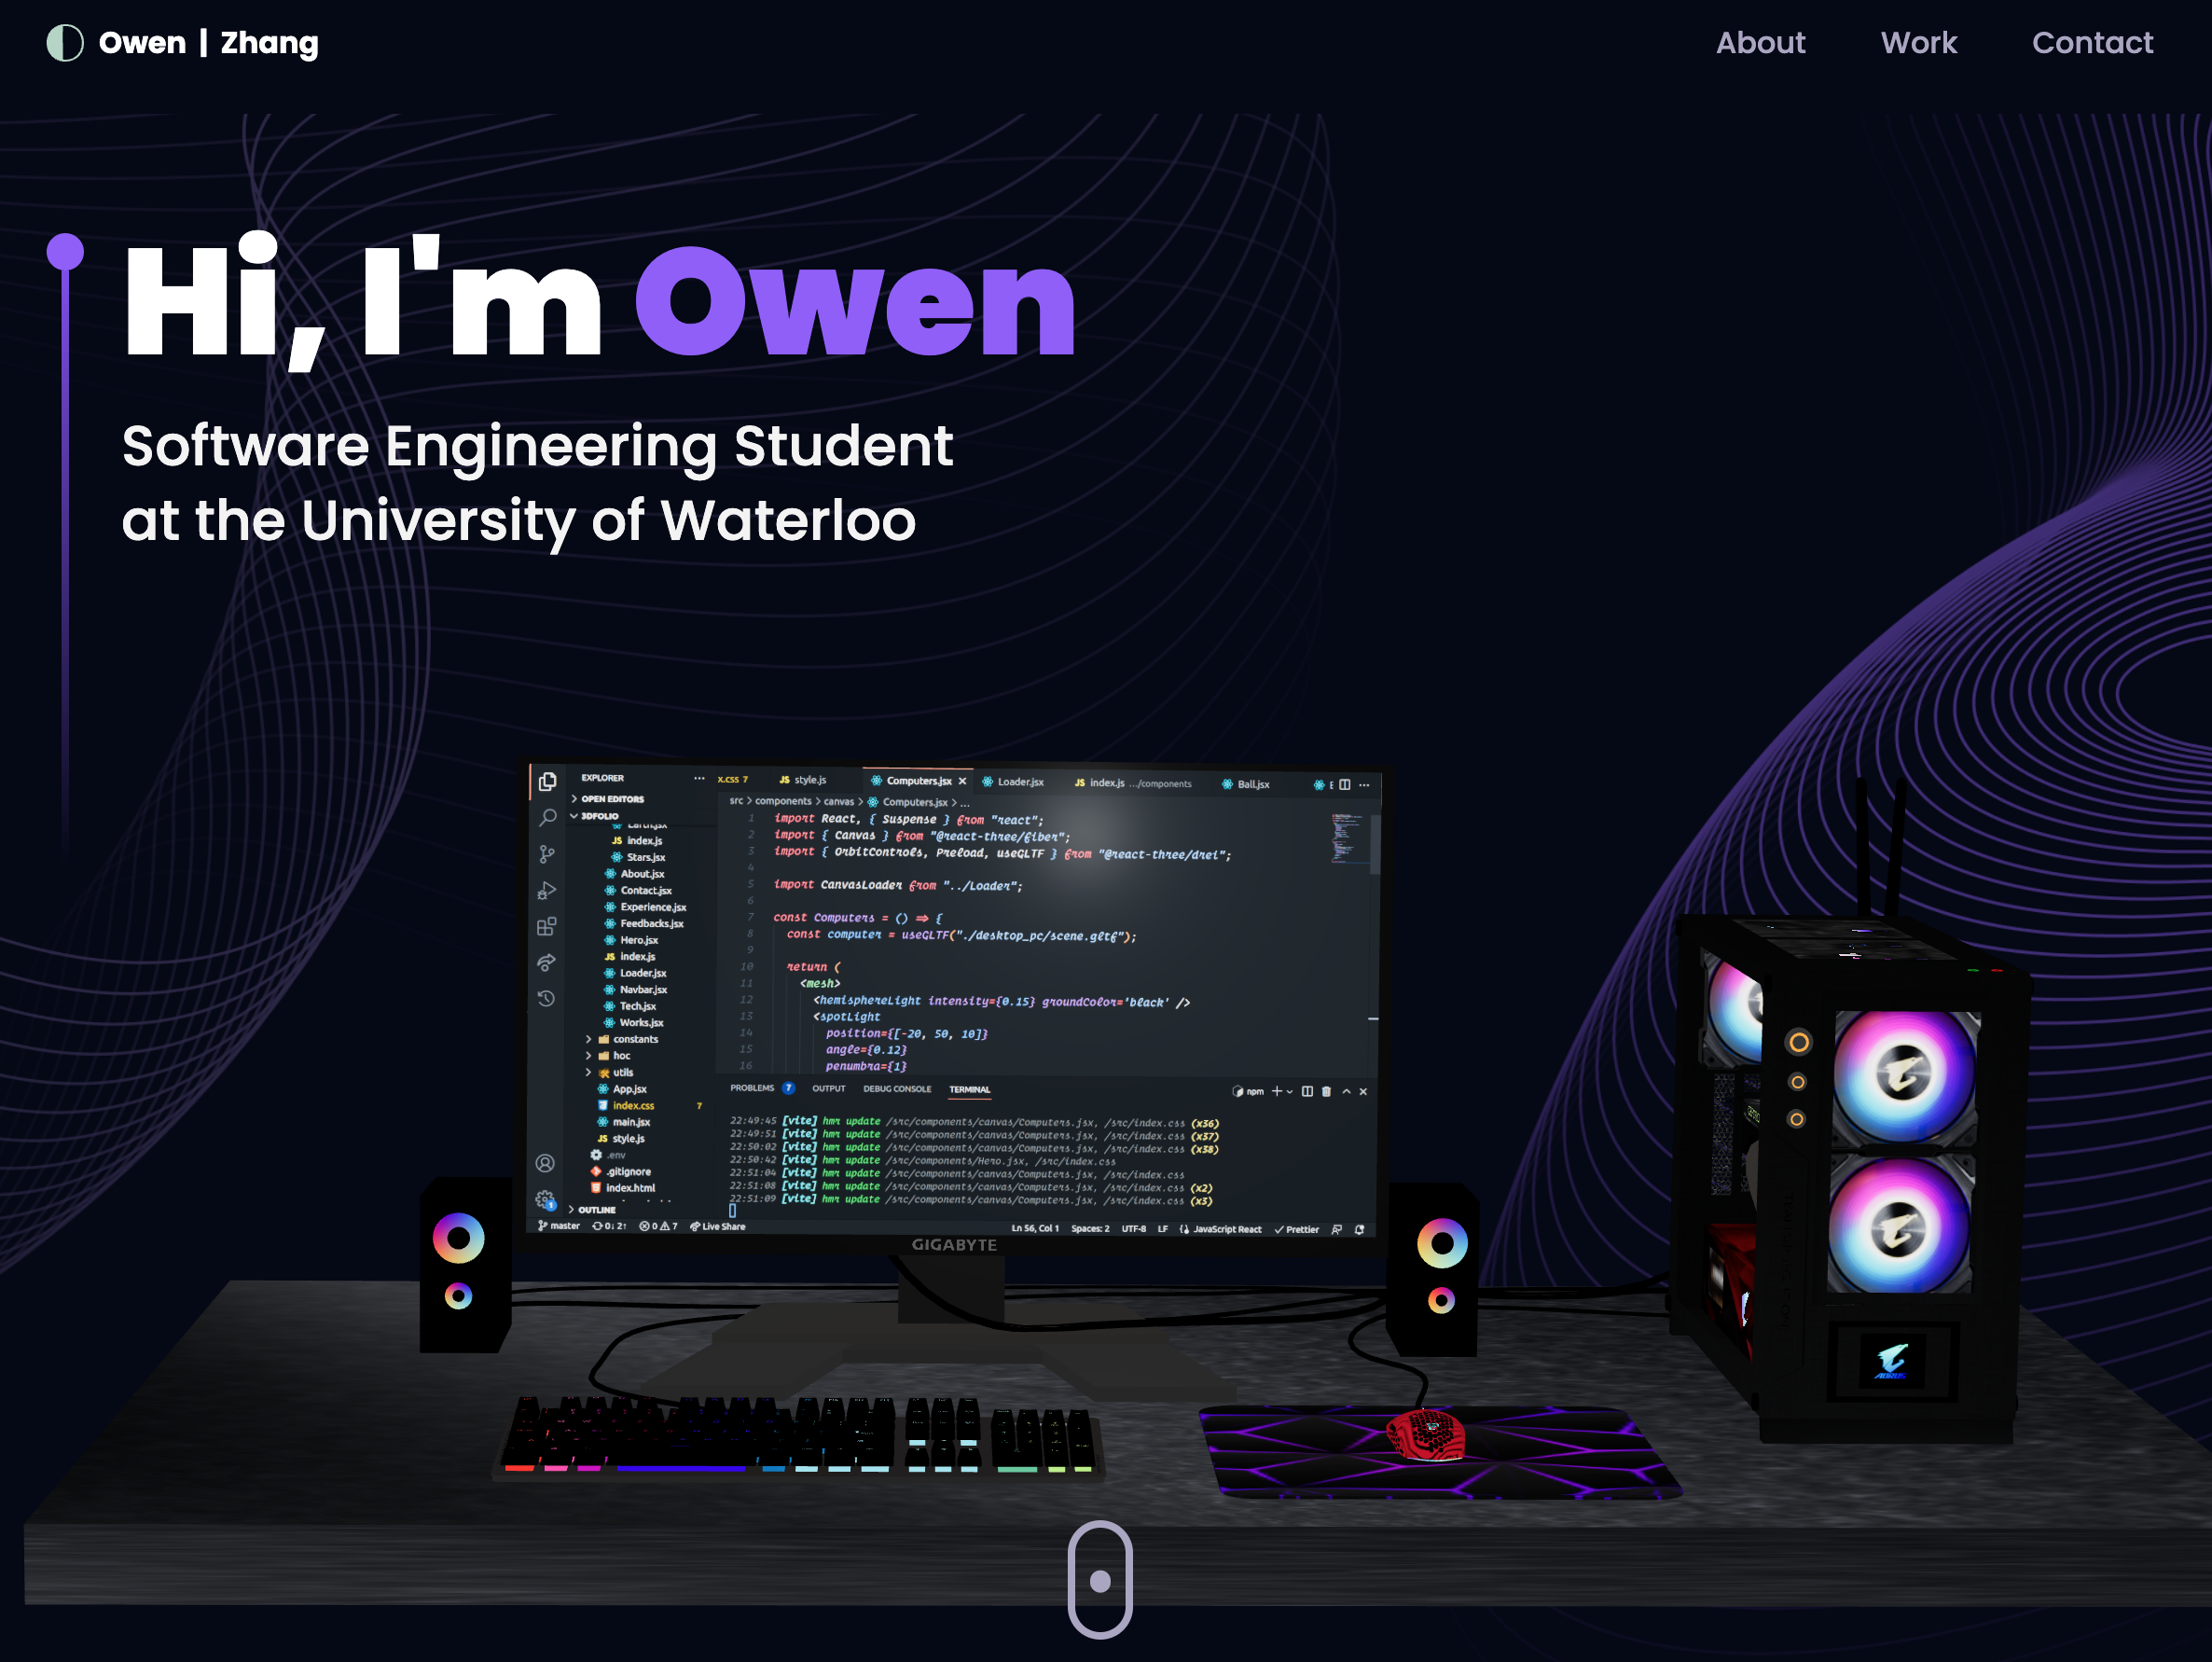 Owen | Zhang
About
Work
Contact
Hi, I'm Owen
Software Engineering Student
at the University of Waterloo
EXPLORER
x.css 7
JS style.js
Computers.jsx
Loader.jsx
JS index.js .../components
Ball.jsx
OPEN EDITORS
3DFOLIO
JS index.js
Stars.jsx
About.jsx
Contact.jsx
Experience.jsx
Feedbacks.jsx
Hero.jsx
JS index.js
Loader.jsx
Navbar.jsx
Tech.jsx
Works.jsx
constants
hoc
utils
App.jsx
index.css 7
main.jsx
JS style.js
.env
.gitignore
index.html
OUTLINE
src > components > canvas > Computers.jsx > ...
1 import React, { Suspense } from "react";
2 import { Canvas } from "@react-three/fiber";
3 import { OrbitControls, Preload, useGLTF } from "@react-three/drei";
4
5 import CanvasLoader from "../Loader";
6
7 const Computers = () => {
8 const computer = useGLTF("./desktop_pc/scene.gltf");
9
10 return (
11 <mesh>
12 <hemisphereLight intensity={0.15} groundColor='black' />
13 <spotLight
14 position={[-20, 50, 10]}
15 angle={0.12}
16 penumbra={1}
PROBLEMS 7 OUTPUT DEBUG CONSOLE TERMINAL
npm
22:49:45 [vite] hmr update /src/components/canvas/Computers.jsx, /src/index.css (x36)
22:49:51 [vite] hmr update /src/components/canvas/Computers.jsx, /src/index.css (x37)
22:50:02 [vite] hmr update /src/components/canvas/Computers.jsx, /src/index.css (x38)
22:50:42 [vite] hmr update /src/components/Hero.jsx, /src/index.css
22:51:04 [vite] hmr update /src/components/canvas/Computers.jsx, /src/index.css
22:51:08 [vite] hmr update /src/components/canvas/Computers.jsx, /src/index.css (x2)
22:51:09 [vite] hmr update /src/components/canvas/Computers.jsx, /src/index.css (x3)
master 0↓ 2↑ 0 7 Live Share
Ln 56, Col 1 Spaces: 2 UTF-8 LF JavaScript React Prettier
GIGABYTE
AORUS